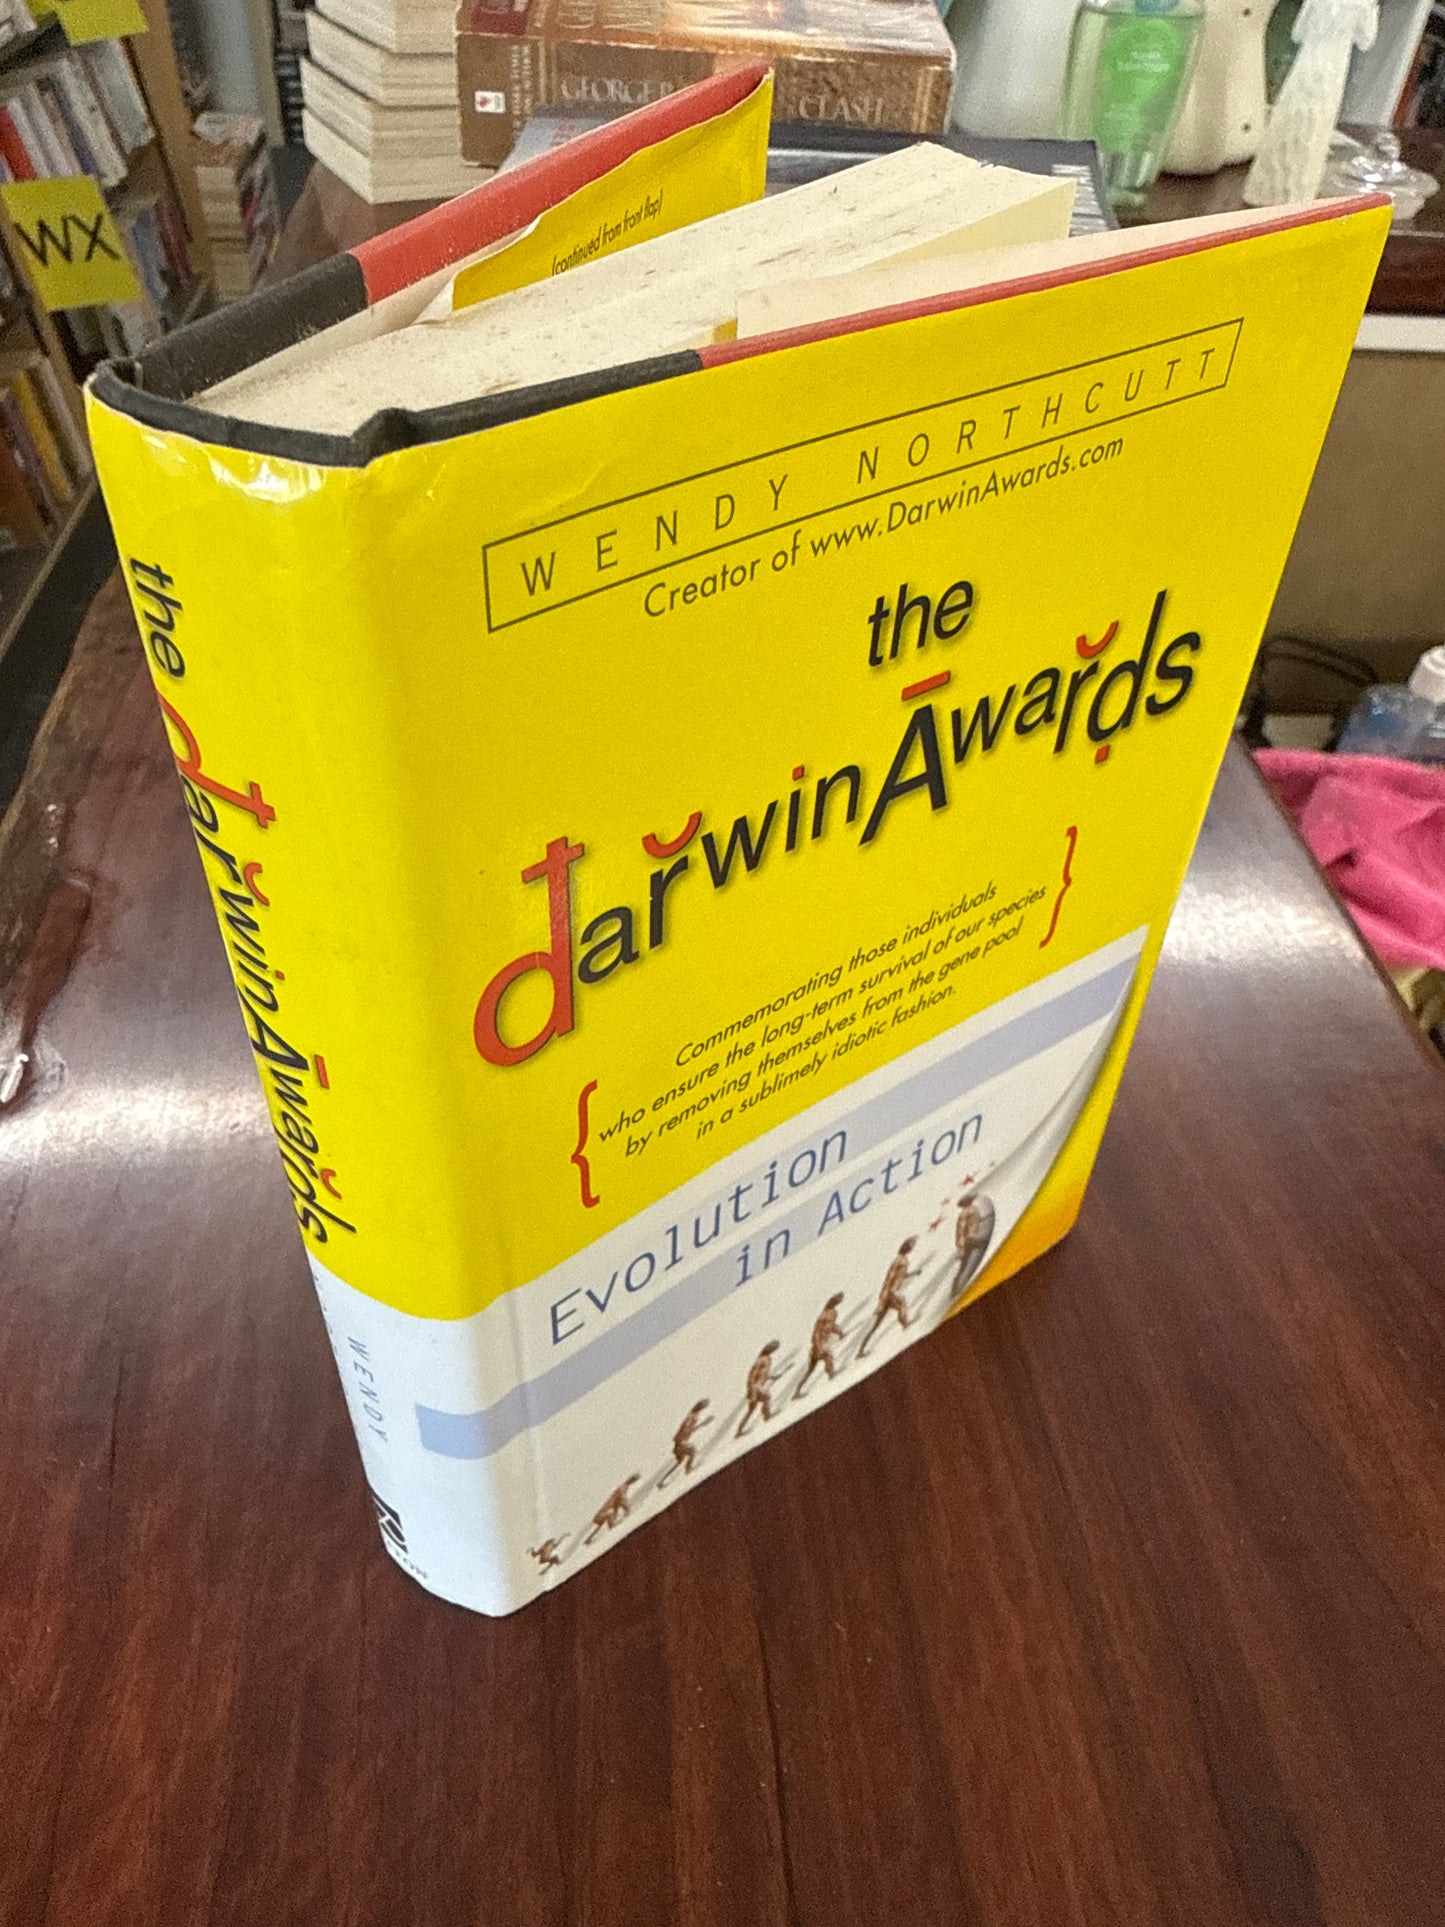 WX
GEORGE R
CLASH
(continued from front flap)
WENDY NORTHCUTT
Creator of www.DarwinAwards.com
the
darwinAwards
Commemorating those individuals
who ensure the long-term survival of our species
by removing themselves from the gene pool
in a sublimely idiotic fashion.
Evolution
in Action
the darwinAwards
WENDY